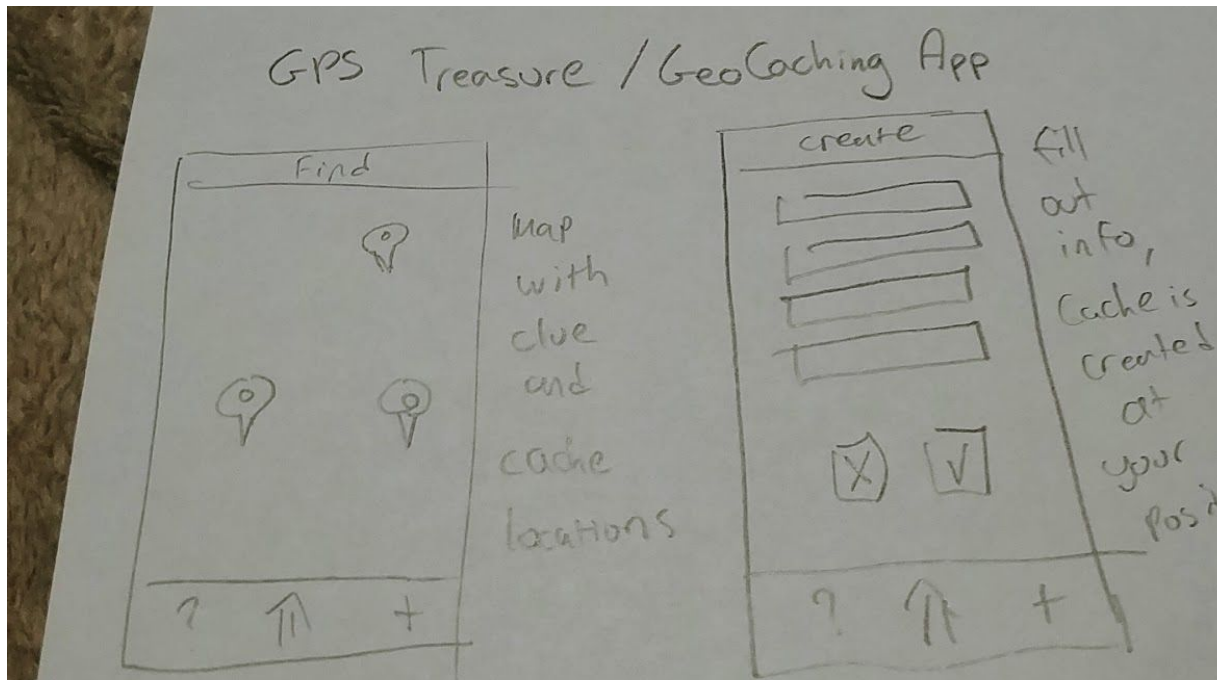 GPS Treasure / GeoCaching App
Find
map
with
clue
and
cache
locations
? +
create
fill
out
info,
Cache is
created
at
your
X √
? +